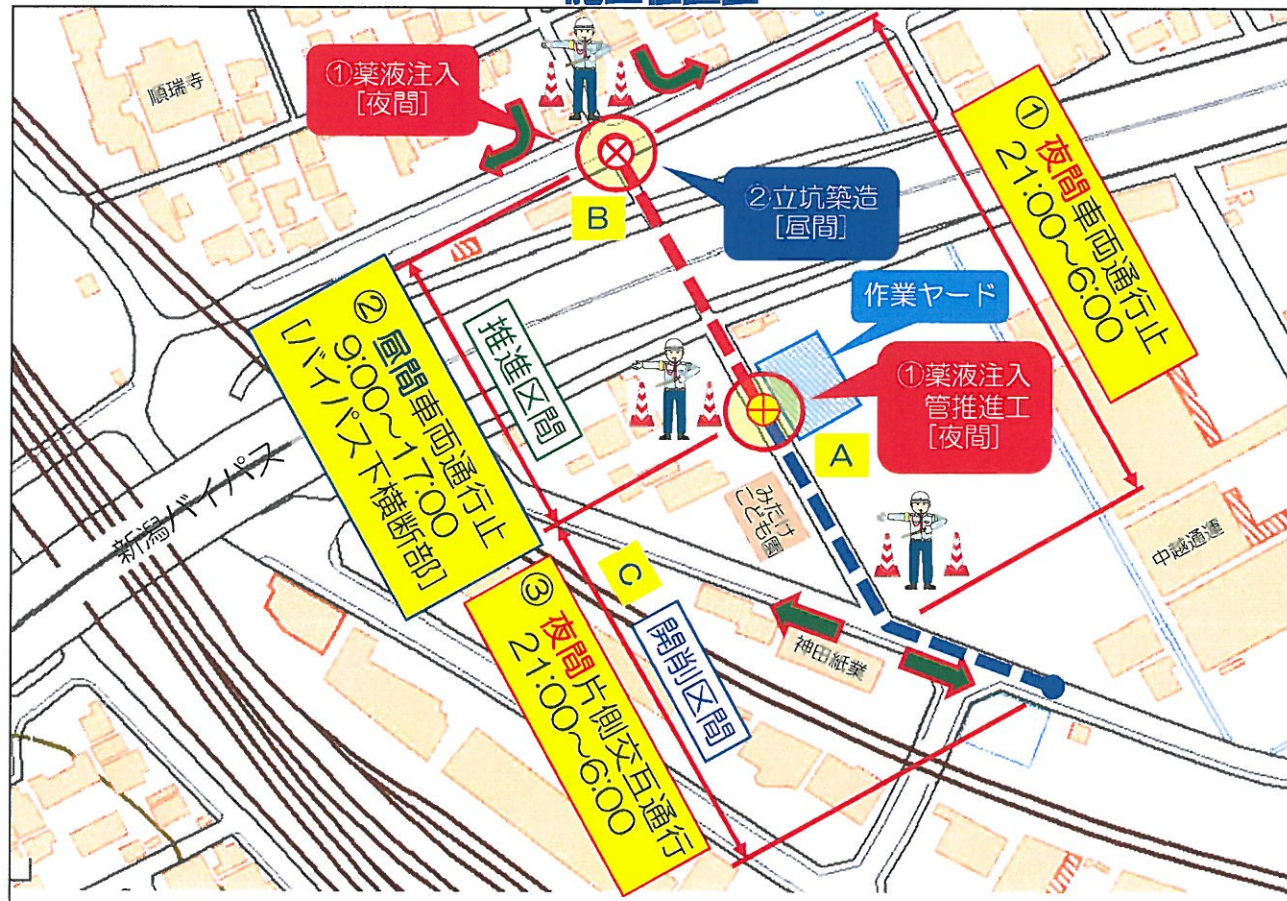 ①薬液注入
[夜間]
順瑞寺
②立坑築造
[昼間]
B
① 夜間車両通行止
21:00～6:00
作業ヤード
①薬液注入
管推進工
[夜間]
A
推進区間
② 昼間車両通行止
9:00～17:00
[バイパス下横断部]
新潟バイパス
みたけ
こども園
中越通運
C
開削区間
神田紙業
③ 夜間片側交互通行
21:00～6:00